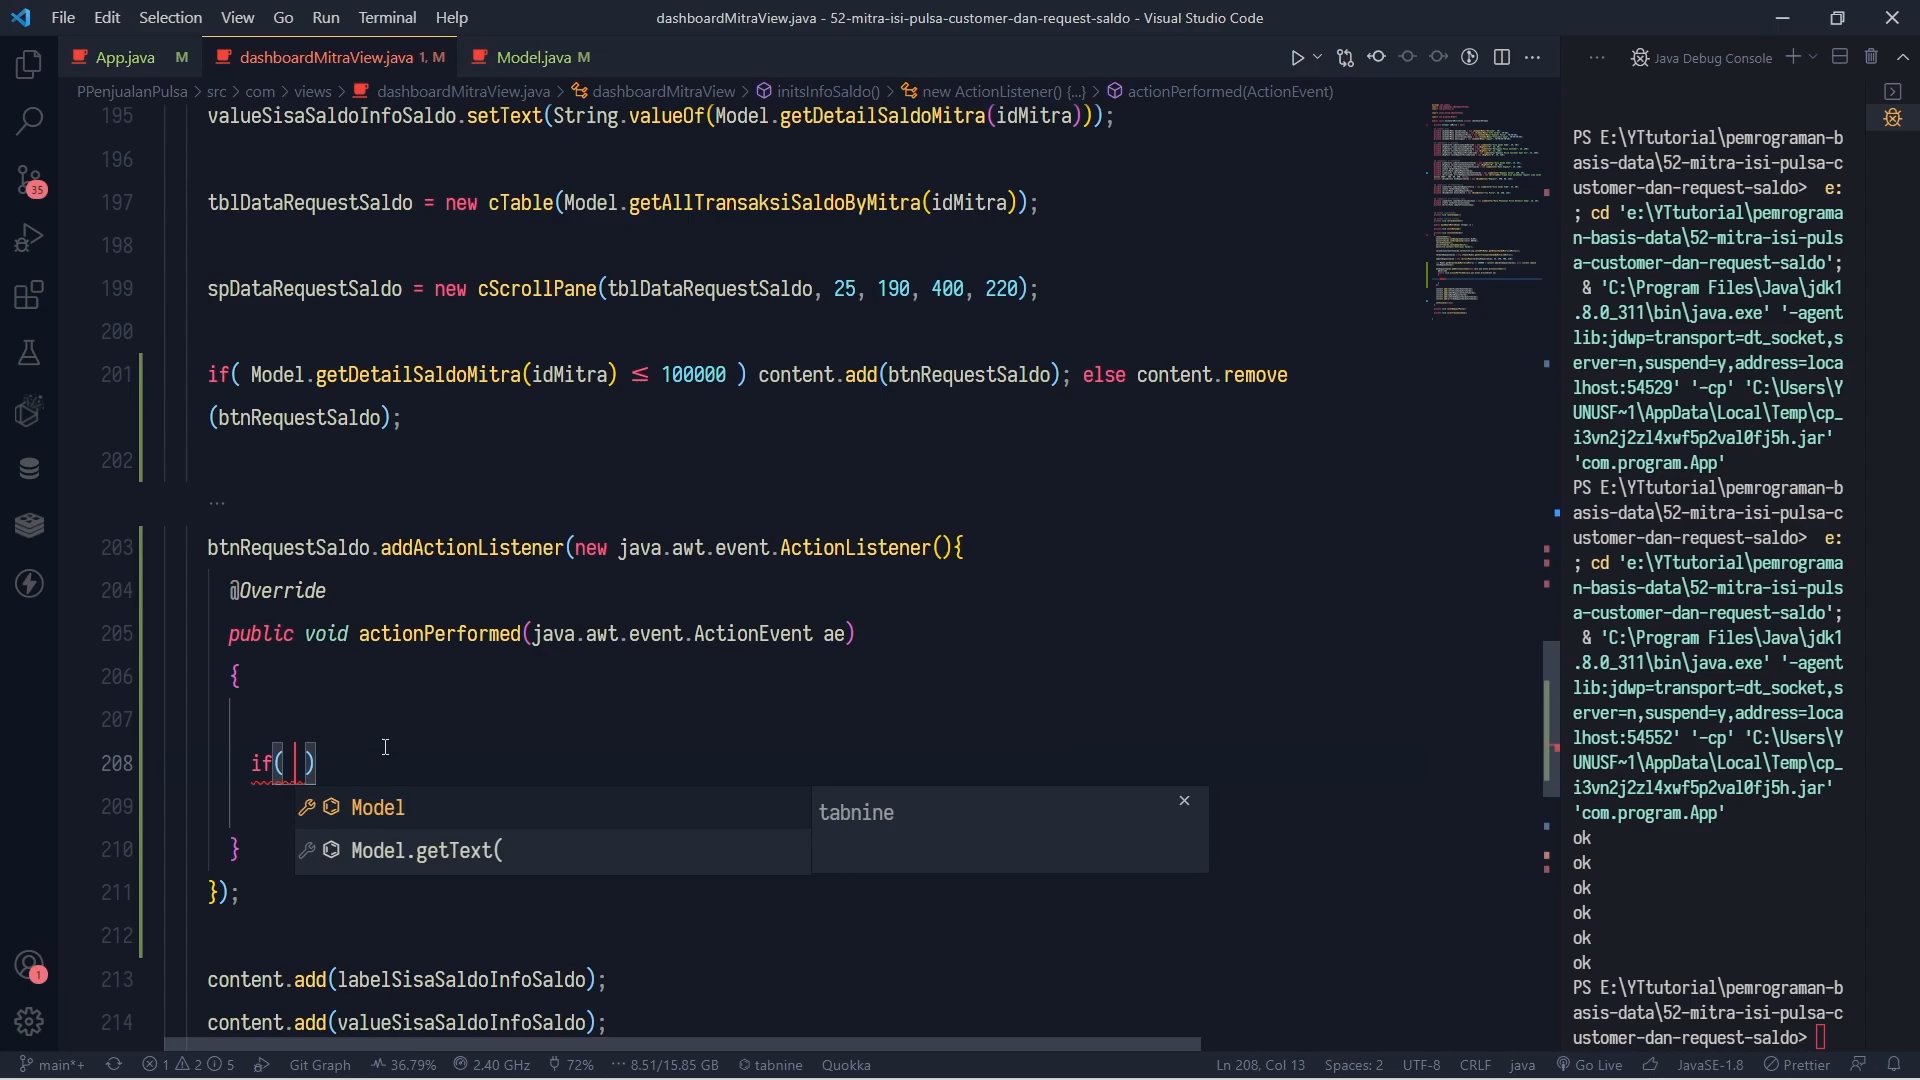 File Edit Selection View Go Run Terminal Help
dashboardMitraView.java - 52-mitra-isi-pulsa-customer-dan-request-saldo - Visual Studio Code
App.java M
dashboardMitraView.java 1, M
Model.java M
Java Debug Console
PPenjualanPulsa > src > com > views > dashboardMitraView.java > dashboardMitraView > initsInfoSaldo() > new ActionListener() {...} > actionPerformed(ActionEvent)
195 valueSisaSaldoInfoSaldo.setText(String.valueOf(Model.getDetailSaldoMitra(idMitra)));
196
197 tblDataRequestSaldo = new cTable(Model.getAllTransaksiSaldoByMitra(idMitra));
198
199 spDataRequestSaldo = new cScrollPane(tblDataRequestSaldo, 25, 190, 400, 220);
200
201 if( Model.getDetailSaldoMitra(idMitra) ≤ 100000 ) content.add(btnRequestSaldo); else content.remove
(btnRequestSaldo);
202
...
203 btnRequestSaldo.addActionListener(new java.awt.event.ActionListener(){
204 @Override
205 public void actionPerformed(java.awt.event.ActionEvent ae)
206 {
207
208 if( )
209
210 }
211 });
212
213 content.add(labelSisaSaldoInfoSaldo);
214 content.add(valueSisaSaldoInfoSaldo);
Model
Model.getText(
tabnine
PS E:\YTtutorial\pemrograman-b
asis-data\52-mitra-isi-pulsa-c
ustomer-dan-request-saldo> e:
; cd 'e:\YTtutorial\pemrograma
n-basis-data\52-mitra-isi-puls
a-customer-dan-request-saldo';
& 'C:\Program Files\Java\jdk1
.8.0_311\bin\java.exe' '-agent
lib:jdwp=transport=dt_socket,s
erver=n,suspend=y,address=loca
lhost:54529' '-cp' 'C:\Users\Y
UNUSF~1\AppData\Local\Temp\cp_
i3vn2j2zl4xwf5p2val0fj5h.jar'
'com.program.App'
PS E:\YTtutorial\pemrograman-b
asis-data\52-mitra-isi-pulsa-c
ustomer-dan-request-saldo> e:
; cd 'e:\YTtutorial\pemrograma
n-basis-data\52-mitra-isi-puls
a-customer-dan-request-saldo';
& 'C:\Program Files\Java\jdk1
.8.0_311\bin\java.exe' '-agent
lib:jdwp=transport=dt_socket,s
erver=n,suspend=y,address=loca
lhost:54552' '-cp' 'C:\Users\Y
UNUSF~1\AppData\Local\Temp\cp_
i3vn2j2zl4xwf5p2val0fj5h.jar'
'com.program.App'
ok
ok
ok
ok
ok
ok
PS E:\YTtutorial\pemrograman-b
asis-data\52-mitra-isi-pulsa-c
ustomer-dan-request-saldo>
35
1
main*+ 1 2 5 Git Graph 36.79% 2.40 GHz 72% 8.51/15.85 GB tabnine Quokka Ln 208, Col 13 Spaces: 2 UTF-8 CRLF java Go Live JavaSE-1.8 Prettier